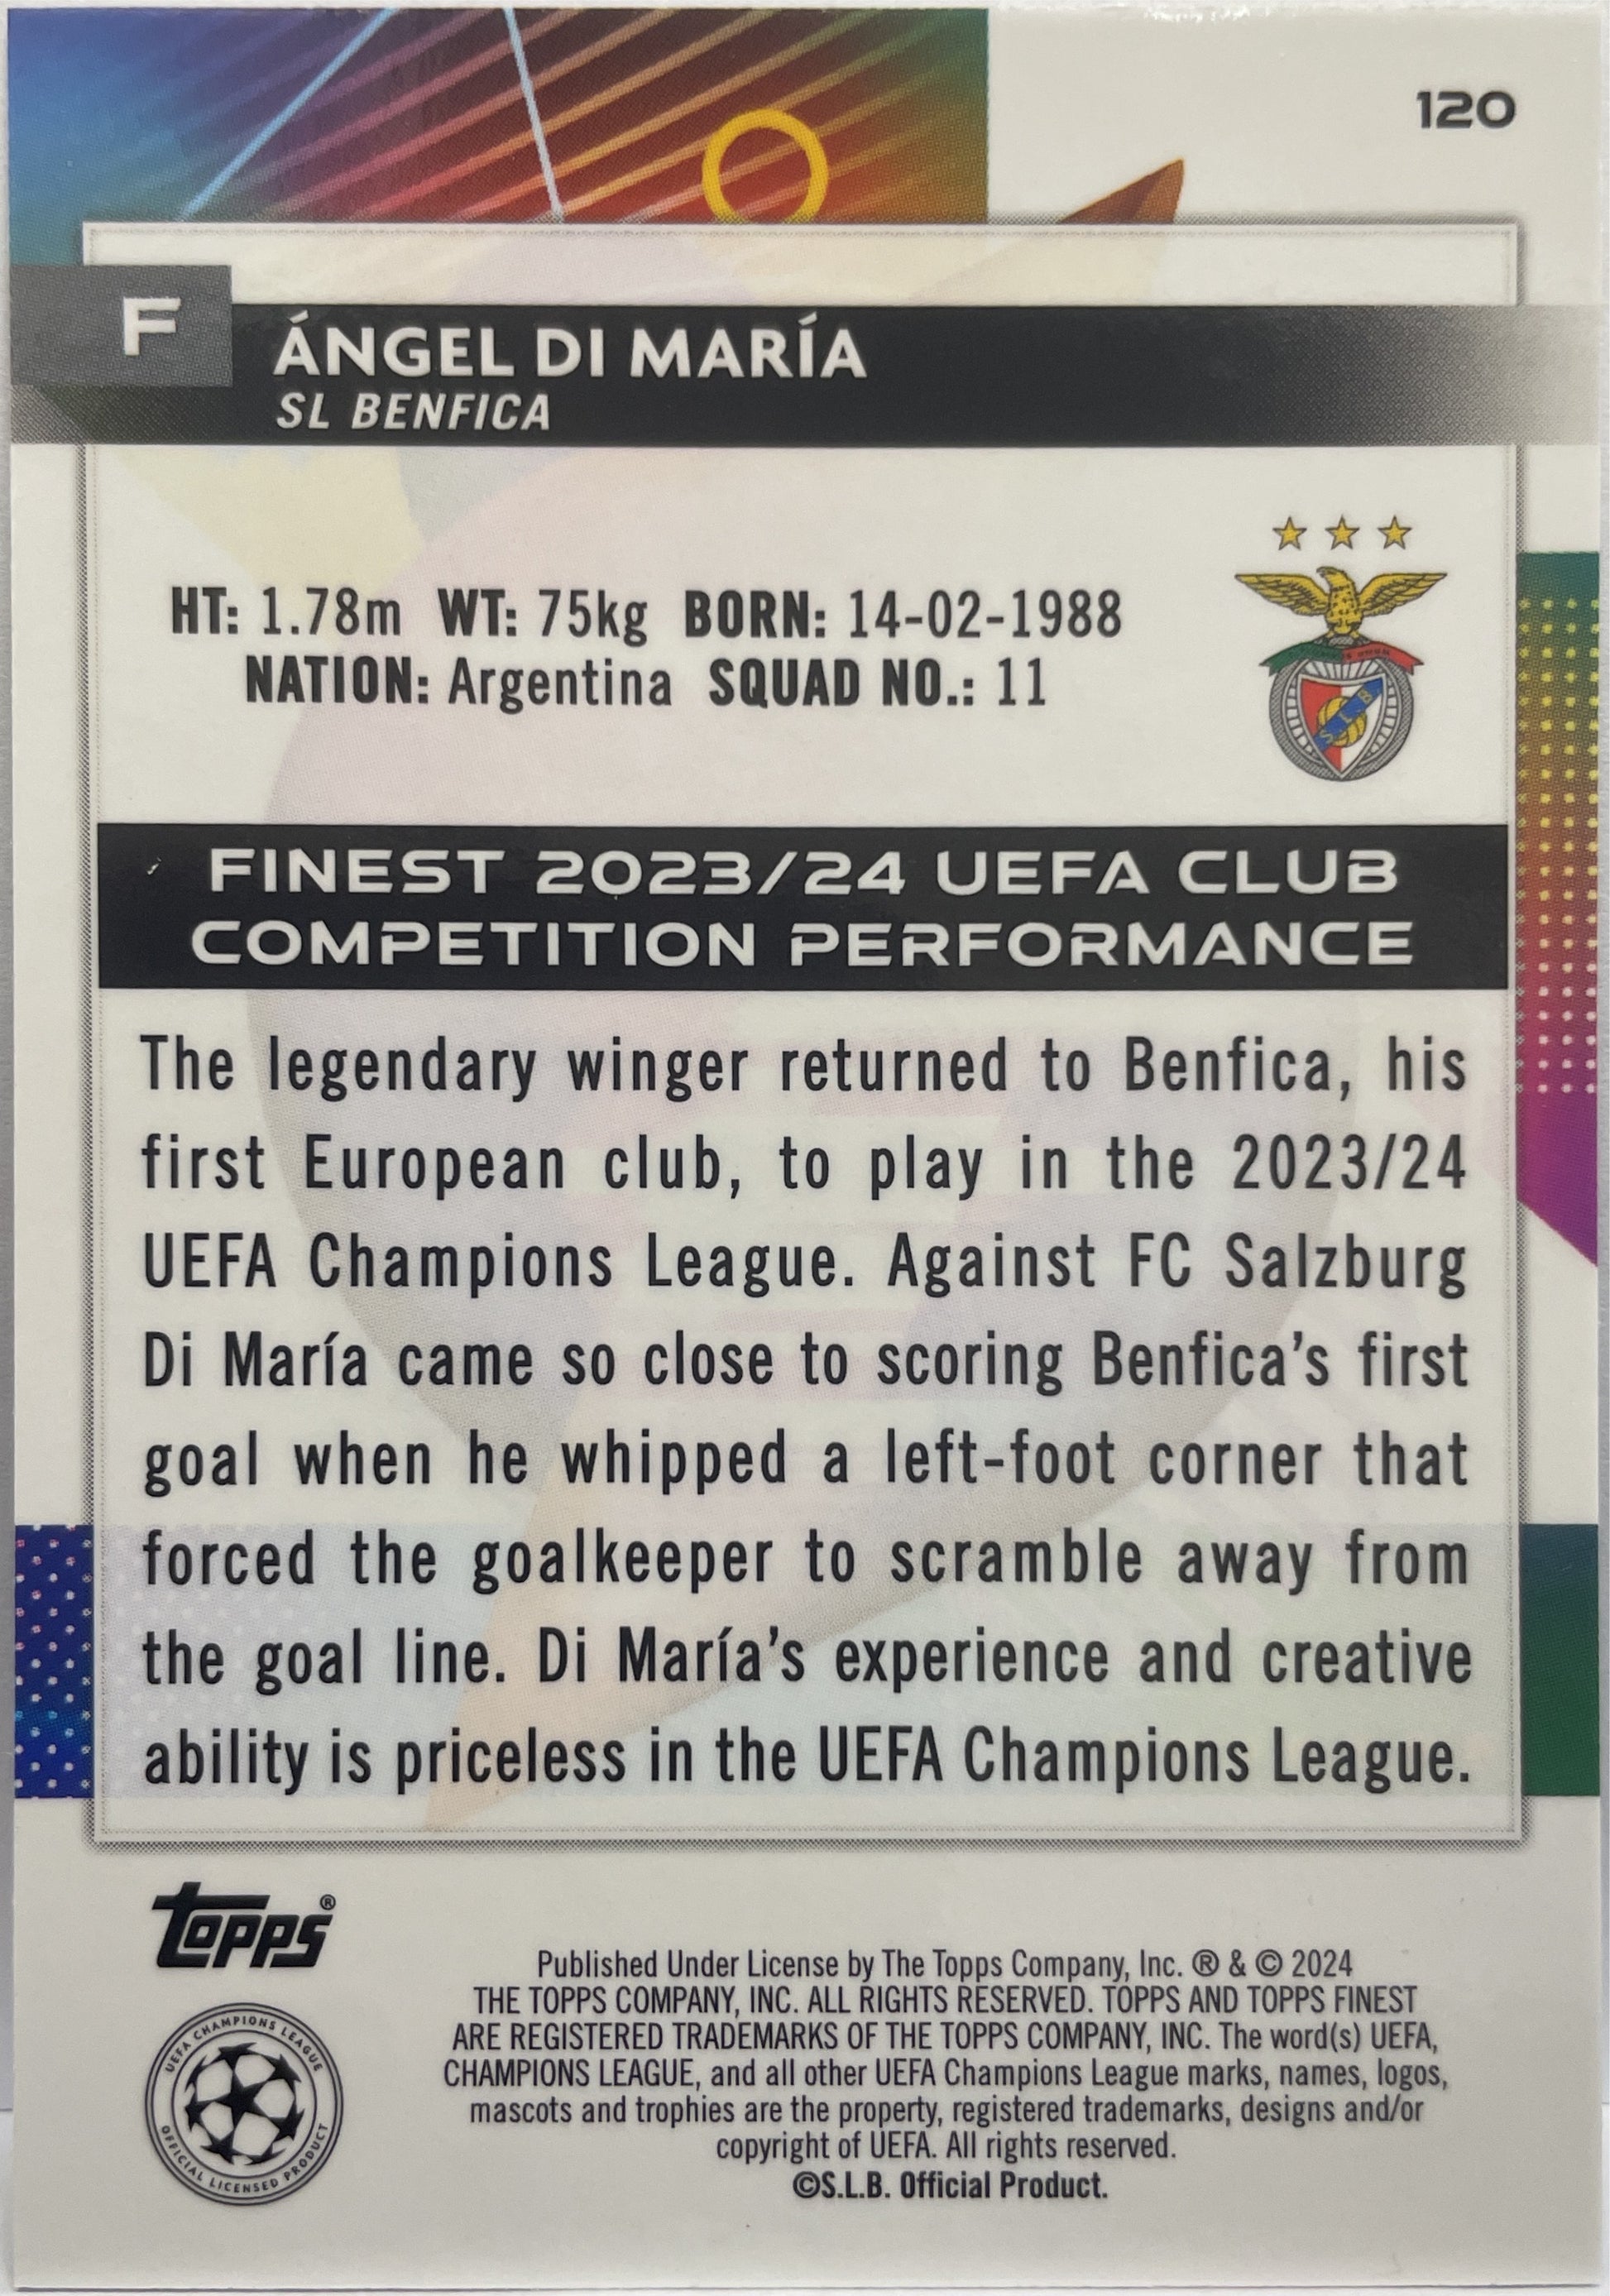 120
F
ÁNGEL DI MARÍA
SL BENFICA
HT: 1.78m WT: 75kg BORN: 14-02-1988
NATION: Argentina SQUAD NO.: 11
SLB
FINEST 2023/24 UEFA CLUB
COMPETITION PERFORMANCE
The legendary winger returned to Benfica, his
first European club, to play in the 2023/24
UEFA Champions League. Against FC Salzburg
Di María came so close to scoring Benfica's first
goal when he whipped a left-foot corner that
forced the goalkeeper to scramble away from
the goal line. Di María's experience and creative
ability is priceless in the UEFA Champions League.
Topps®
UEFA CHAMPIONS LEAGUE
OFFICIAL LICENSED PRODUCT
Published Under License by The Topps Company, Inc. ® & © 2024
THE TOPPS COMPANY, INC. ALL RIGHTS RESERVED. TOPPS AND TOPPS FINEST
ARE REGISTERED TRADEMARKS OF THE TOPPS COMPANY, INC. The word(s) UEFA,
CHAMPIONS LEAGUE, and all other UEFA Champions League marks, names, logos,
mascots and trophies are the property, registered trademarks, designs and/or
copyright of UEFA. All rights reserved.
©S.L.B. Official Product.